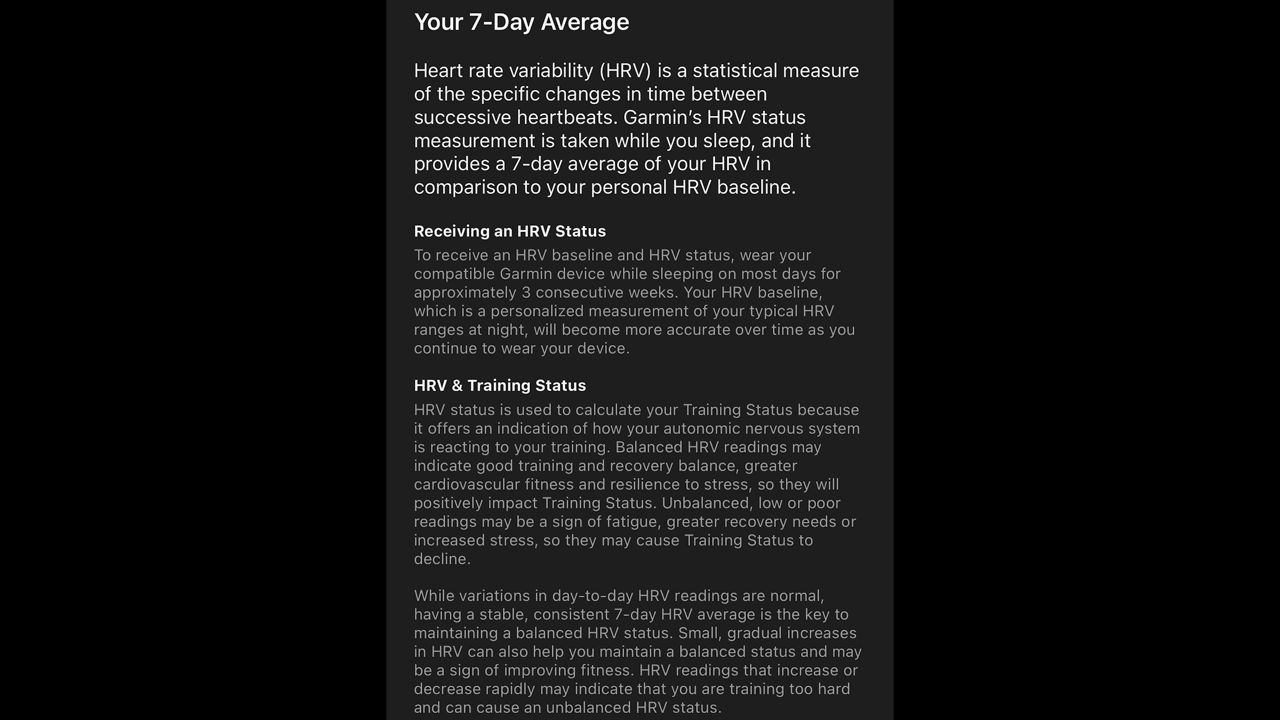 Your 7-Day Average
Heart rate variability (HRV) is a statistical measure
of the specific changes in time between
successive heartbeats. Garmin’s HRV status
measurement is taken while you sleep, and it
provides a 7-day average of your HRV in
comparison to your personal HRV baseline.
Receiving an HRV Status
To receive an HRV baseline and HRV status, wear your
compatible Garmin device while sleeping on most days for
approximately 3 consecutive weeks. Your HRV baseline,
which is a personalized measurement of your typical HRV
ranges at night, will become more accurate over time as you
continue to wear your device.
HRV & Training Status
HRV status is used to calculate your Training Status because
it offers an indication of how your autonomic nervous system
is reacting to your training. Balanced HRV readings may
indicate good training and recovery balance, greater
cardiovascular fitness and resilience to stress, so they will
positively impact Training Status. Unbalanced, low or poor
readings may be a sign of fatigue, greater recovery needs or
increased stress, so they may cause Training Status to
decline.
While variations in day-to-day HRV readings are normal,
having a stable, consistent 7-day HRV average is the key to
maintaining a balanced HRV status. Small, gradual increases
in HRV can also help you maintain a balanced status and may
be a sign of improving fitness. HRV readings that increase or
decrease rapidly may indicate that you are training too hard
and can cause an unbalanced HRV status.